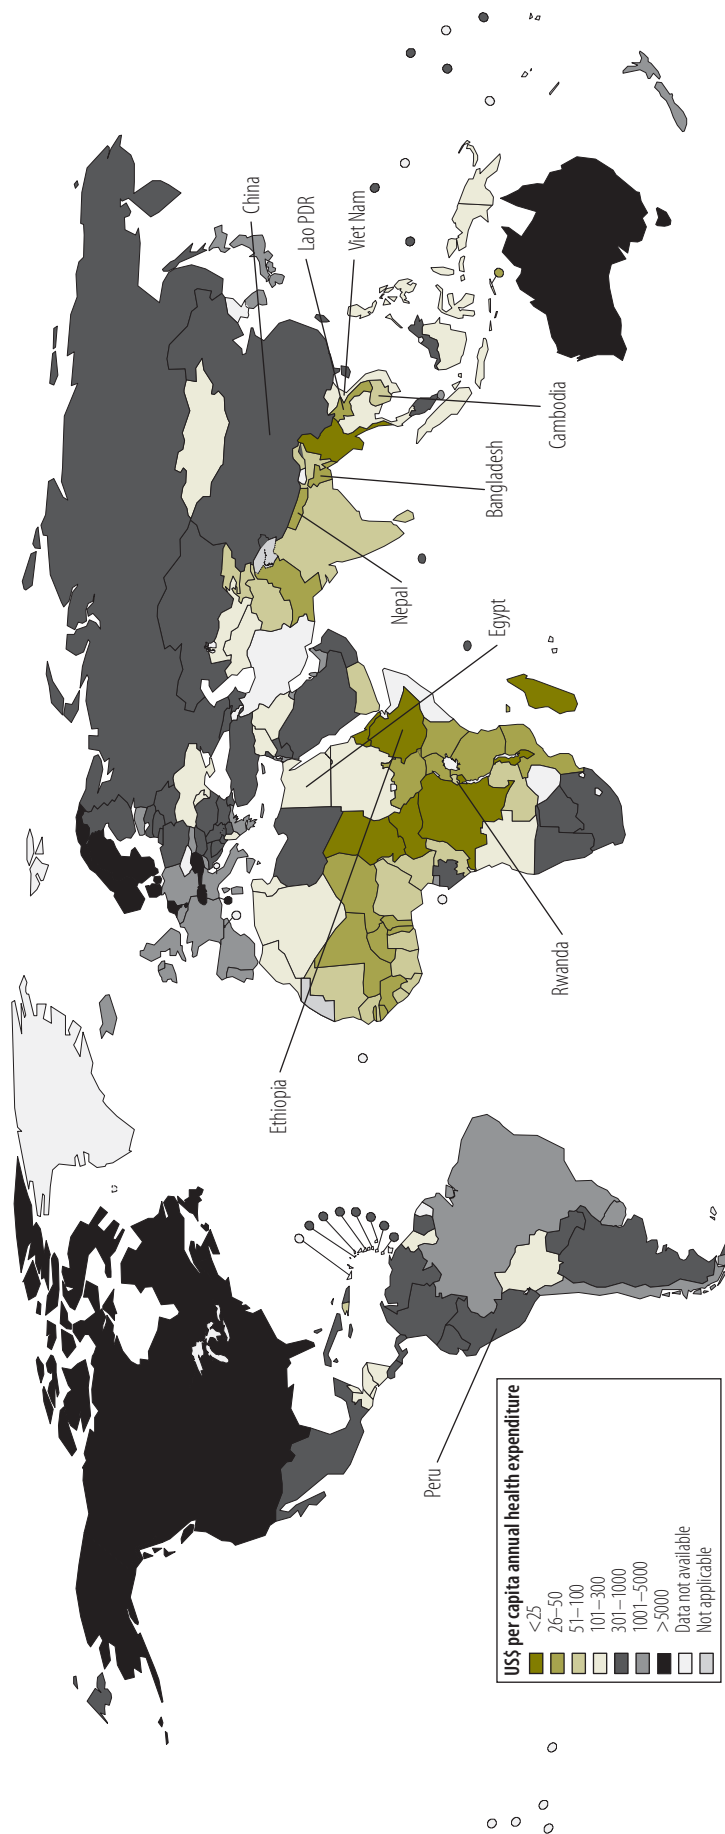 China
Lao PDR
Viet Nam
Cambodia
Bangladesh
Nepal
Egypt
Rwanda
Ethiopia
Peru
US$ per capita annual health expenditure
<25
26–50
51–100
101–300
301–1000
1001–5000
>5000
Data not available
Not applicable